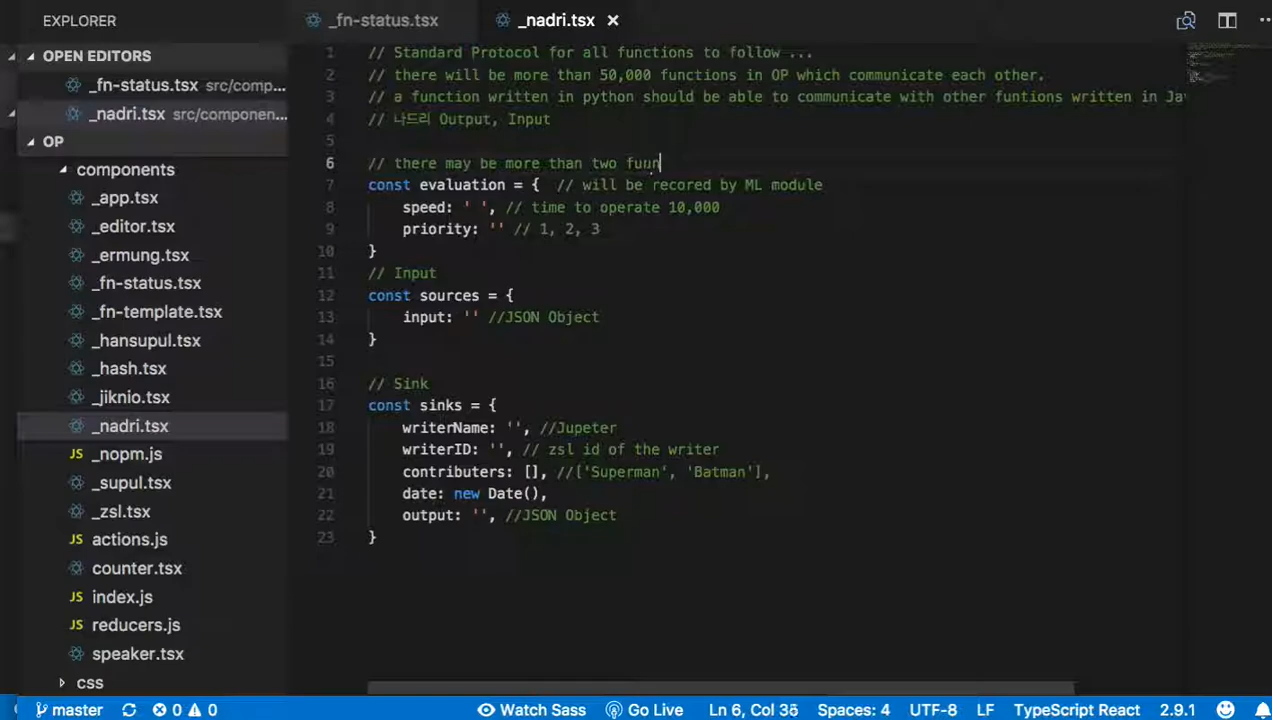 EXPLORER
_fn-status.tsx
_nadri.tsx ×
OPEN EDITORS
_fn-status.tsx src/comp...
_nadri.tsx src/componen...
OP
components
_app.tsx
_editor.tsx
_ermung.tsx
_fn-status.tsx
_fn-template.tsx
_hansupul.tsx
_hash.tsx
_jiknio.tsx
_nadri.tsx
JS _nopm.js
_supul.tsx
_zsl.tsx
JS actions.js
counter.tsx
JS index.js
JS reducers.js
speaker.tsx
css
1 // Standard Protocol for all functions to follow ...
2 // there will be more than 50,000 functions in OP which communicate each other.
3 // a function written in python should be able to communicate with other funtions written in Jav
4 // 나드리 Output, Input
5
6 // there may be more than two fuun
7 const evaluation = { // will be recored by ML module
8 speed: ' ', // time to operate 10,000
9 priority: '' // 1, 2, 3
10 }
11 // Input
12 const sources = {
13 input: '' //JSON Object
14 }
15
16 // Sink
17 const sinks = {
18 writerName: '', //Jupeter
19 writerID: '', // zsl id of the writer
20 contributers: [], //['Superman', 'Batman'],
21 date: new Date(),
22 output: '', //JSON Object
23 }
master 0 0 Watch Sass Go Live Ln 6, Col 36 Spaces: 4 UTF-8 LF TypeScript React 2.9.1